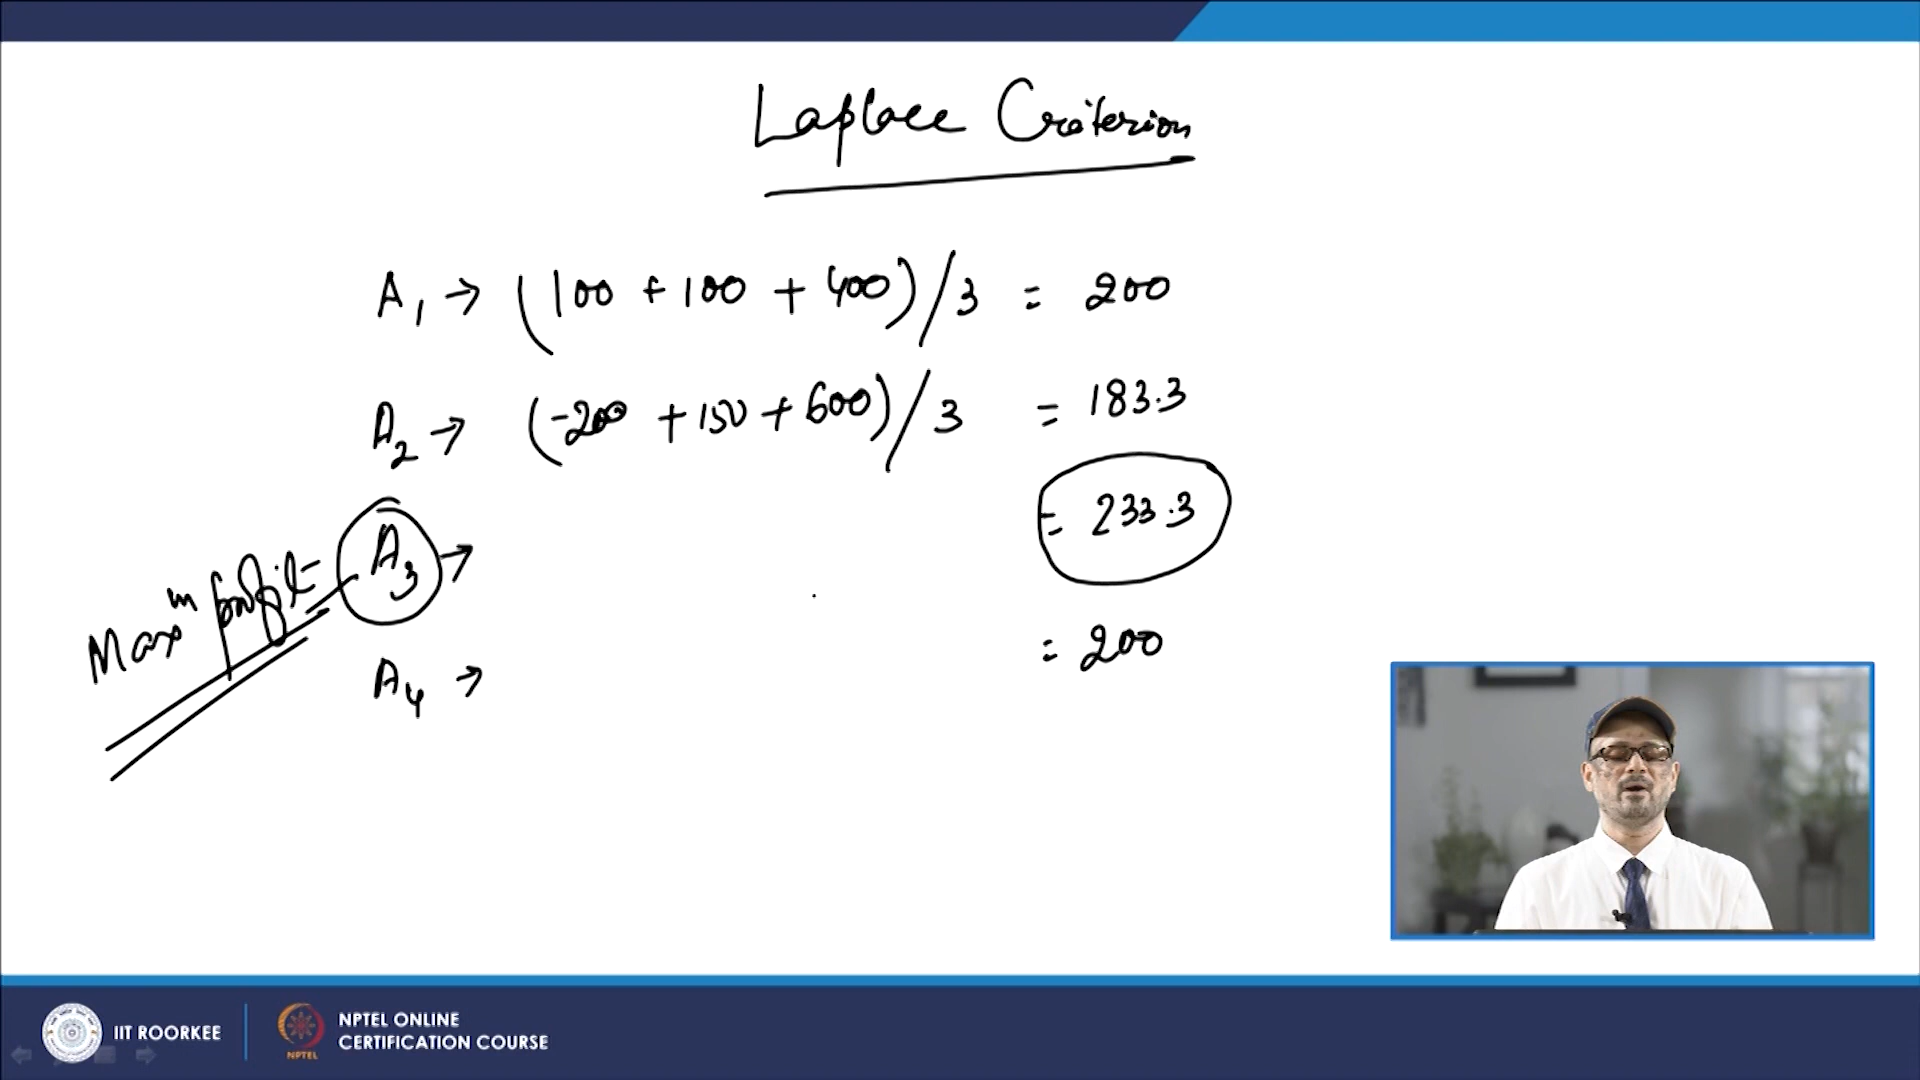 Laplace Criterion
A1 → (100 + 100 + 400)/3 = 200
A2 → (-200 + 150 + 600)/3 = 183.3
Maxm profit A3 → = 233.3
A4 → = 200
IIT ROORKEE
NPTEL
NPTEL ONLINE
CERTIFICATION COURSE